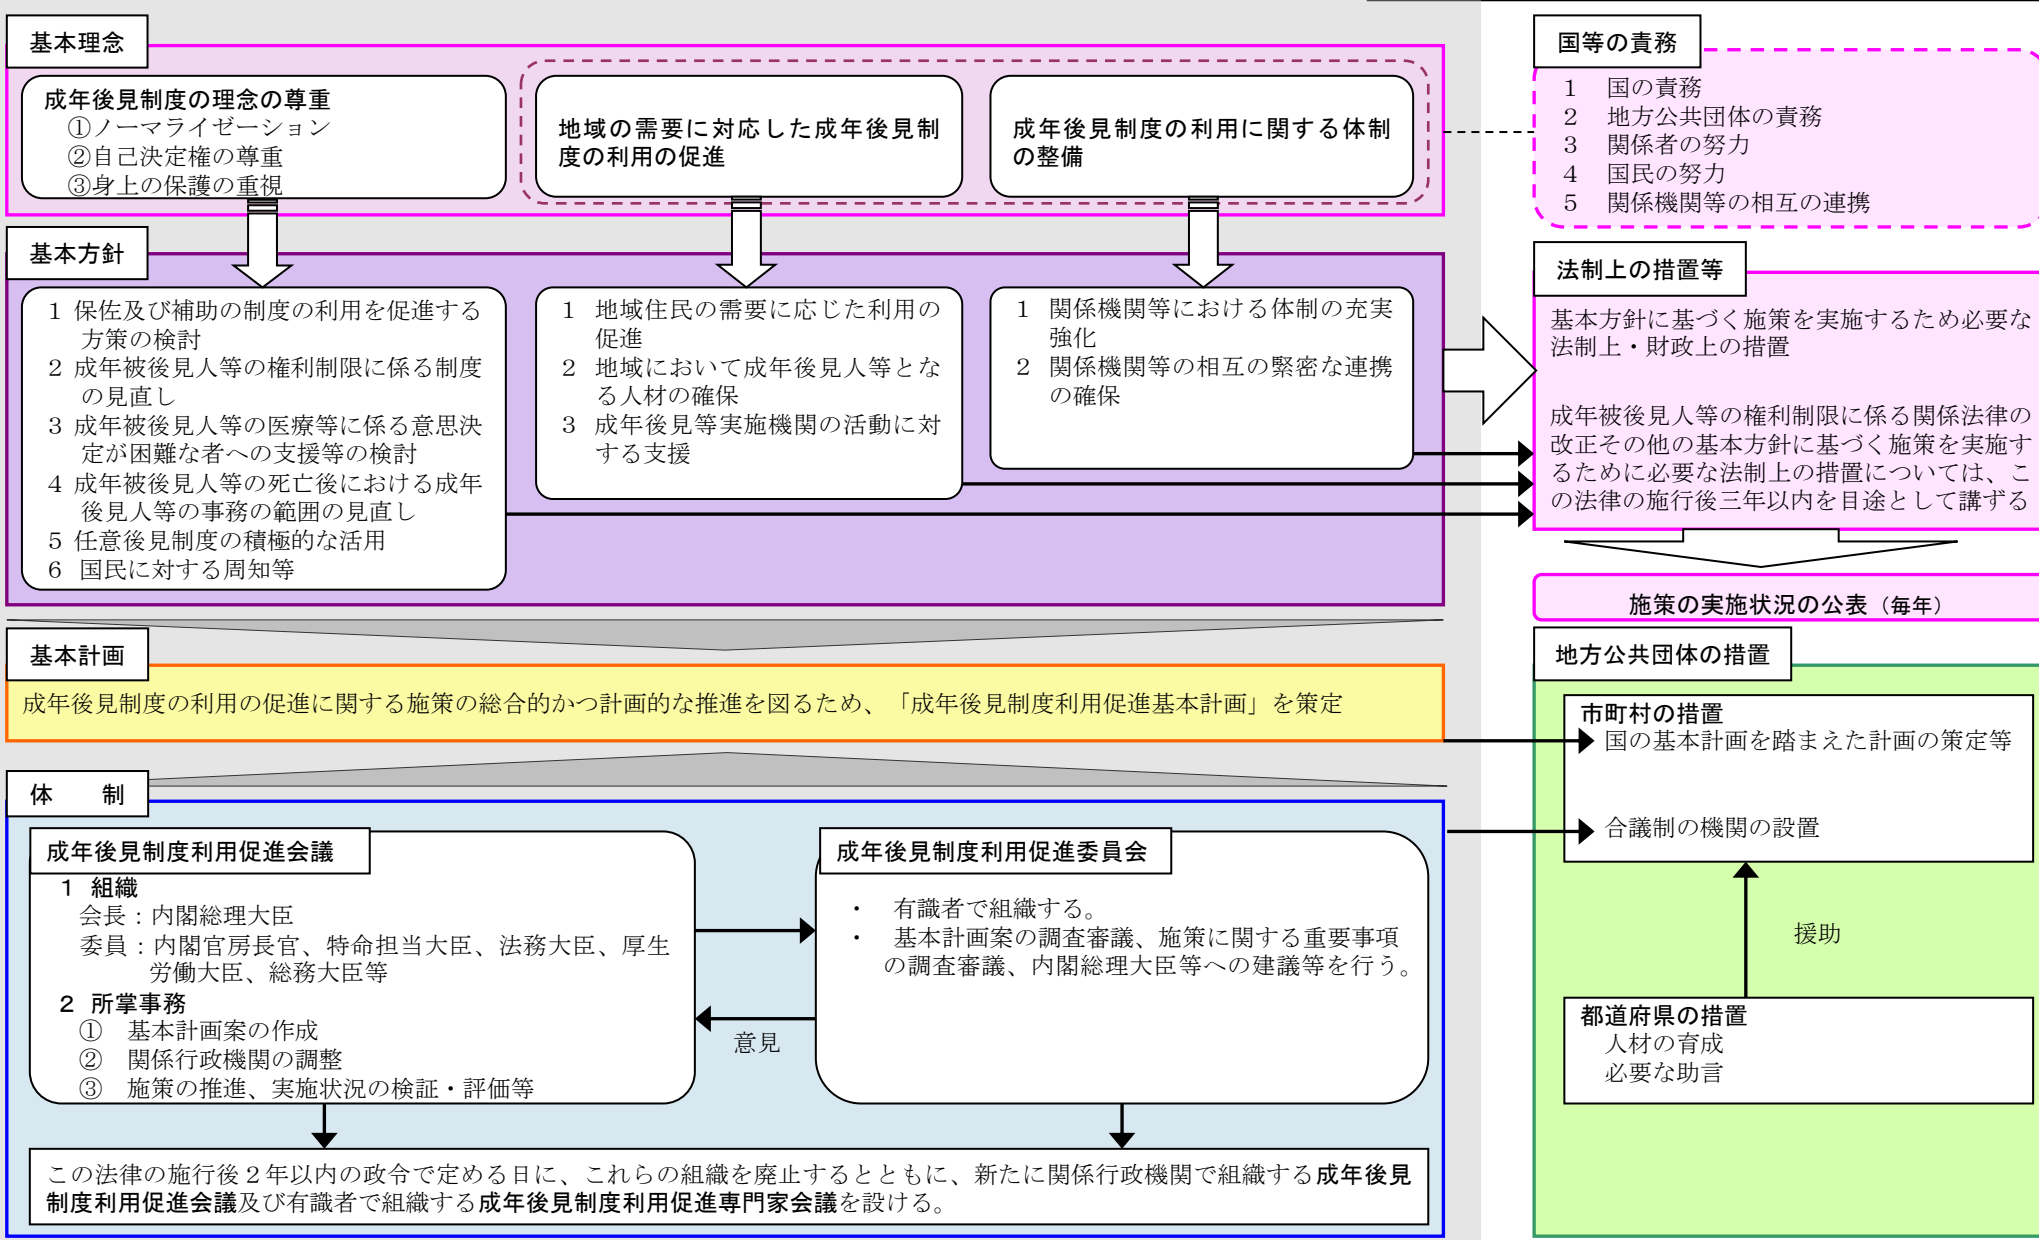 基本理念
成年後見制度の理念の尊重
①ノーマライゼーション
②自己決定権の尊重
③身上の保護の重視
地域の需要に対応した成年後見制
度の利用の促進
成年後見制度の利用に関する体制
の整備
国等の責務
1 国の責務
2 地方公共団体の責務
3 関係者の努力
4 国民の努力
5 関係機関等の相互の連携
基本方針
1 保佐及び補助の制度の利用を促進する
方策の検討
2 成年被後見人等の権利制限に係る制度
の見直し
3 成年被後見人等の医療等に係る意思決
定が困難な者への支援等の検討
4 成年被後見人等の死亡後における成年
後見人等の事務の範囲の見直し
5 任意後見制度の積極的な活用
6 国民に対する周知等
1 地域住民の需要に応じた利用の
促進
2 地域において成年後見人等とな
る人材の確保
3 成年後見等実施機関の活動に対
する支援
1 関係機関等における体制の充実
強化
2 関係機関等の相互の緊密な連携
の確保
法制上の措置等
基本方針に基づく施策を実施するため必要な
法制上・財政上の措置
成年被後見人等の権利制限に係る関係法律の
改正その他の基本方針に基づく施策を実施す
るために必要な法制上の措置については、こ
の法律の施行後三年以内を目途として講ずる
施策の実施状況の公表(毎年)
基本計画
成年後見制度の利用の促進に関する施策の総合的かつ計画的な推進を図るため、「成年後見制度利用促進基本計画」を策定
地方公共団体の措置
市町村の措置
国の基本計画を踏まえた計画の策定等
合議制の機関の設置
援助
都道府県の措置
人材の育成
必要な助言
体 制
成年後見制度利用促進会議
1 組織
会長:内閣総理大臣
委員:内閣官房長官、特命担当大臣、法務大臣、厚生
労働大臣、総務大臣等
2 所掌事務
① 基本計画案の作成
② 関係行政機関の調整
③ 施策の推進、実施状況の検証・評価等
意見
成年後見制度利用促進委員会
・ 有識者で組織する。
・ 基本計画案の調査審議、施策に関する重要事項
の調査審議、内閣総理大臣等への建議等を行う。
この法律の施行後2年以内の政令で定める日に、これらの組織を廃止するとともに、新たに関係行政機関で組織する成年後見
制度利用促進会議及び有識者で組織する成年後見制度利用促進専門家会議を設ける。